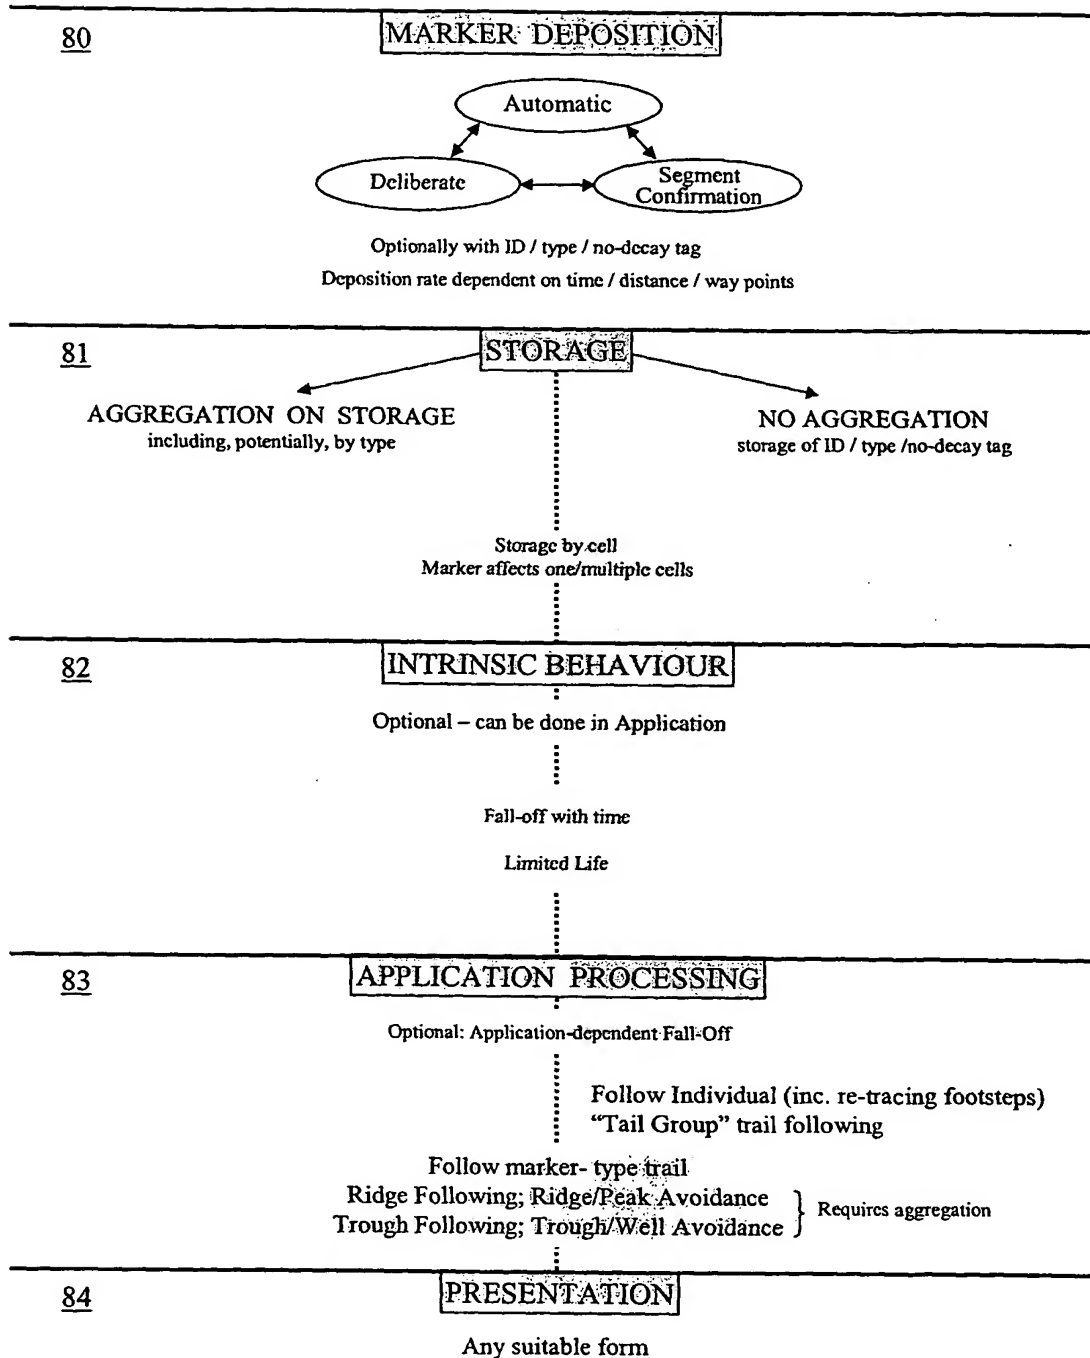 80
MARKER DEPOSITION
Automatic
Deliberate
Segment
Confirmation
Optionally with ID / type / no-decay tag
Deposition rate dependent on time / distance / way points
81
STORAGE
AGGREGATION ON STORAGE
including, potentially, by type
NO AGGREGATION
storage of ID / type /no-decay tag
Storage by cell
Marker affects one/multiple cells
82
INTRINSIC BEHAVIOUR
Optional – can be done in Application
Fall-off with time
Limited Life
83
APPLICATION PROCESSING
Optional: Application-dependent Fall-Off
Follow Individual (inc. re-tracing footsteps)
“Tail Group” trail following
Follow marker- type trail
Ridge Following; Ridge/Peak Avoidance
Trough Following; Trough/Well Avoidance
} Requires aggregation
84
PRESENTATION
Any suitable form